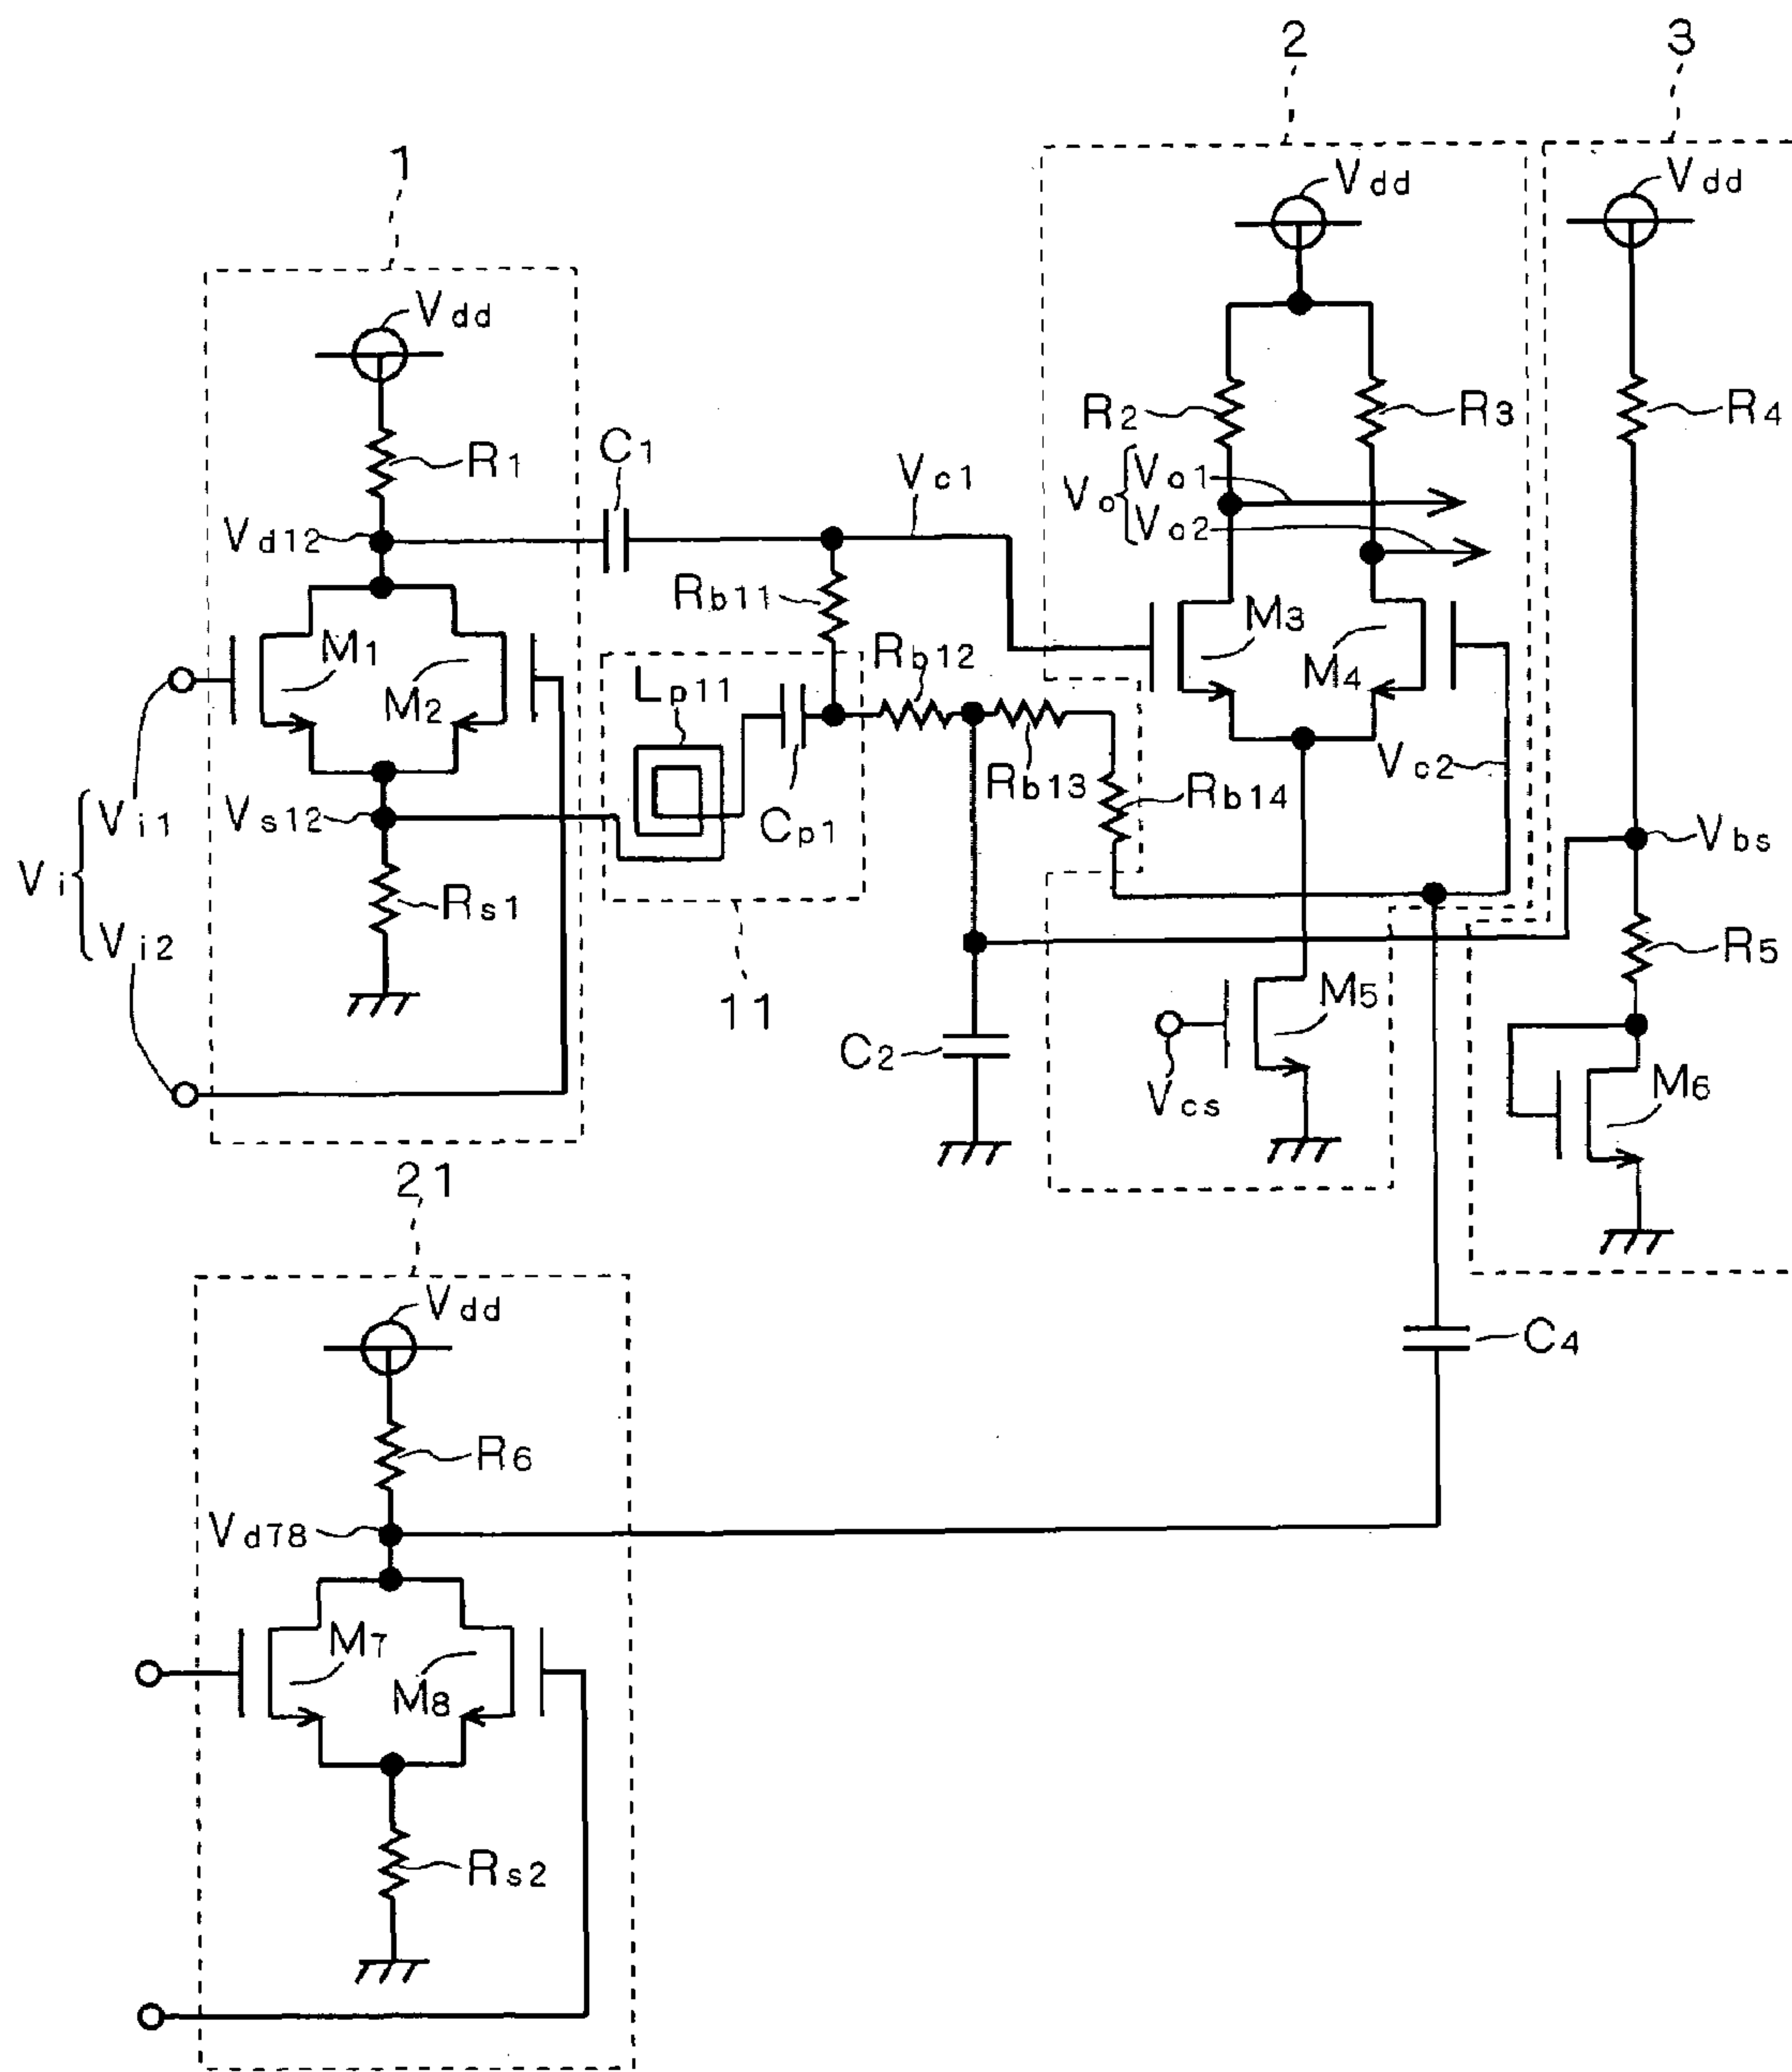 2
3
1
Vdd
Vdd
Vdd
R1
C1
Vc1
R2
R3
R4
Vo
Vo1
Vo2
Vd12
Rb11
M1
M2
M3
M4
Rb12
Lp11
Cp1
Rb13
Rb14
Vc2
Vs12
Vbs
Vi
Vi1
Vi2
Rs1
11
R5
C2
M5
Vcs
M6
21
Vdd
C4
R6
Vd78
M7
M8
Rs2